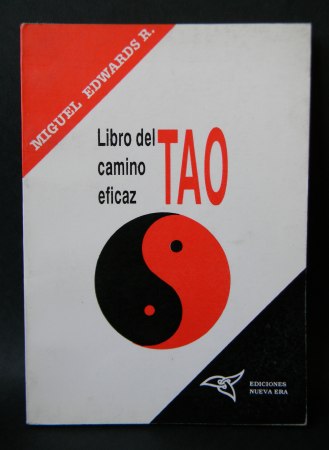 MIGUEL EDWARDS R.
Libro del
camino
eficaz
TAO
EDICIONES
NUEVA ERA